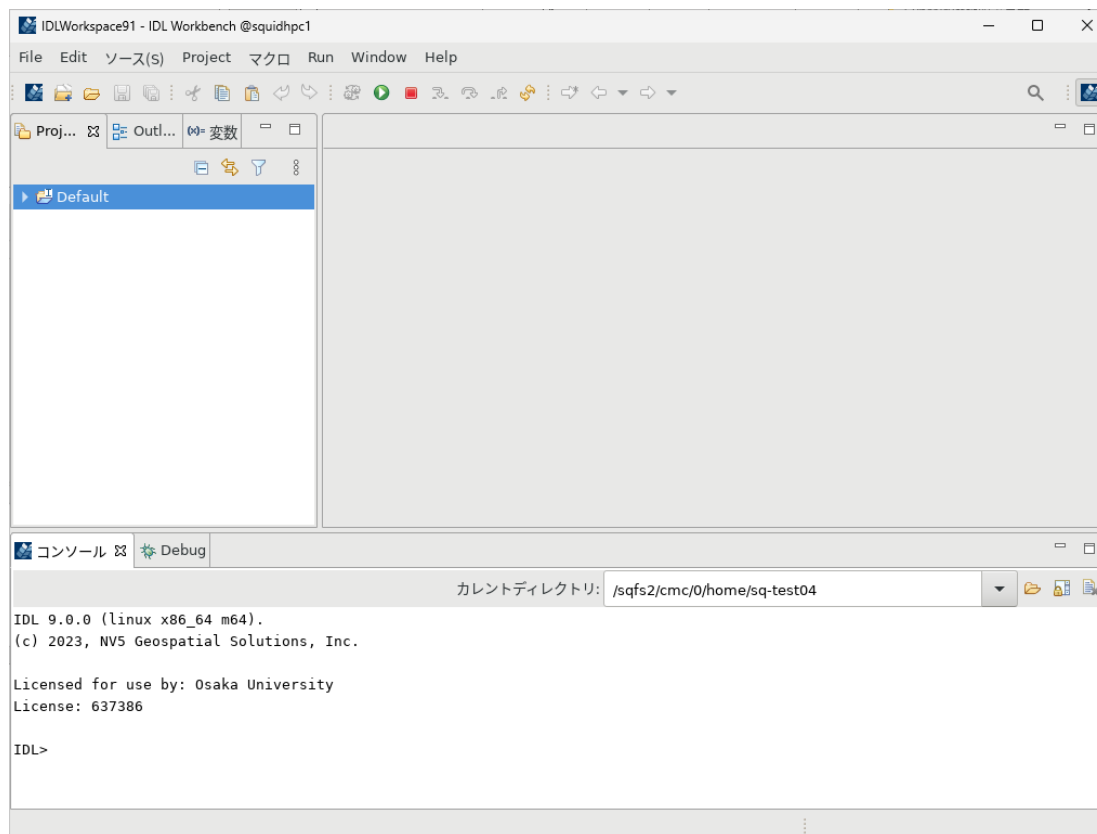 IDLWorkspace91 - IDL Workbench @squidhpc1
File Edit ソース(S) Project マクロ Run Window Help
Proj... Outl... (x)= 変数
Default
コンソール Debug
カレントディレクトリ: /sqfs2/cmc/0/home/sq-test04
IDL 9.0.0 (linux x86_64 m64).
(c) 2023, NV5 Geospatial Solutions, Inc.
Licensed for use by: Osaka University
License: 637386
IDL>